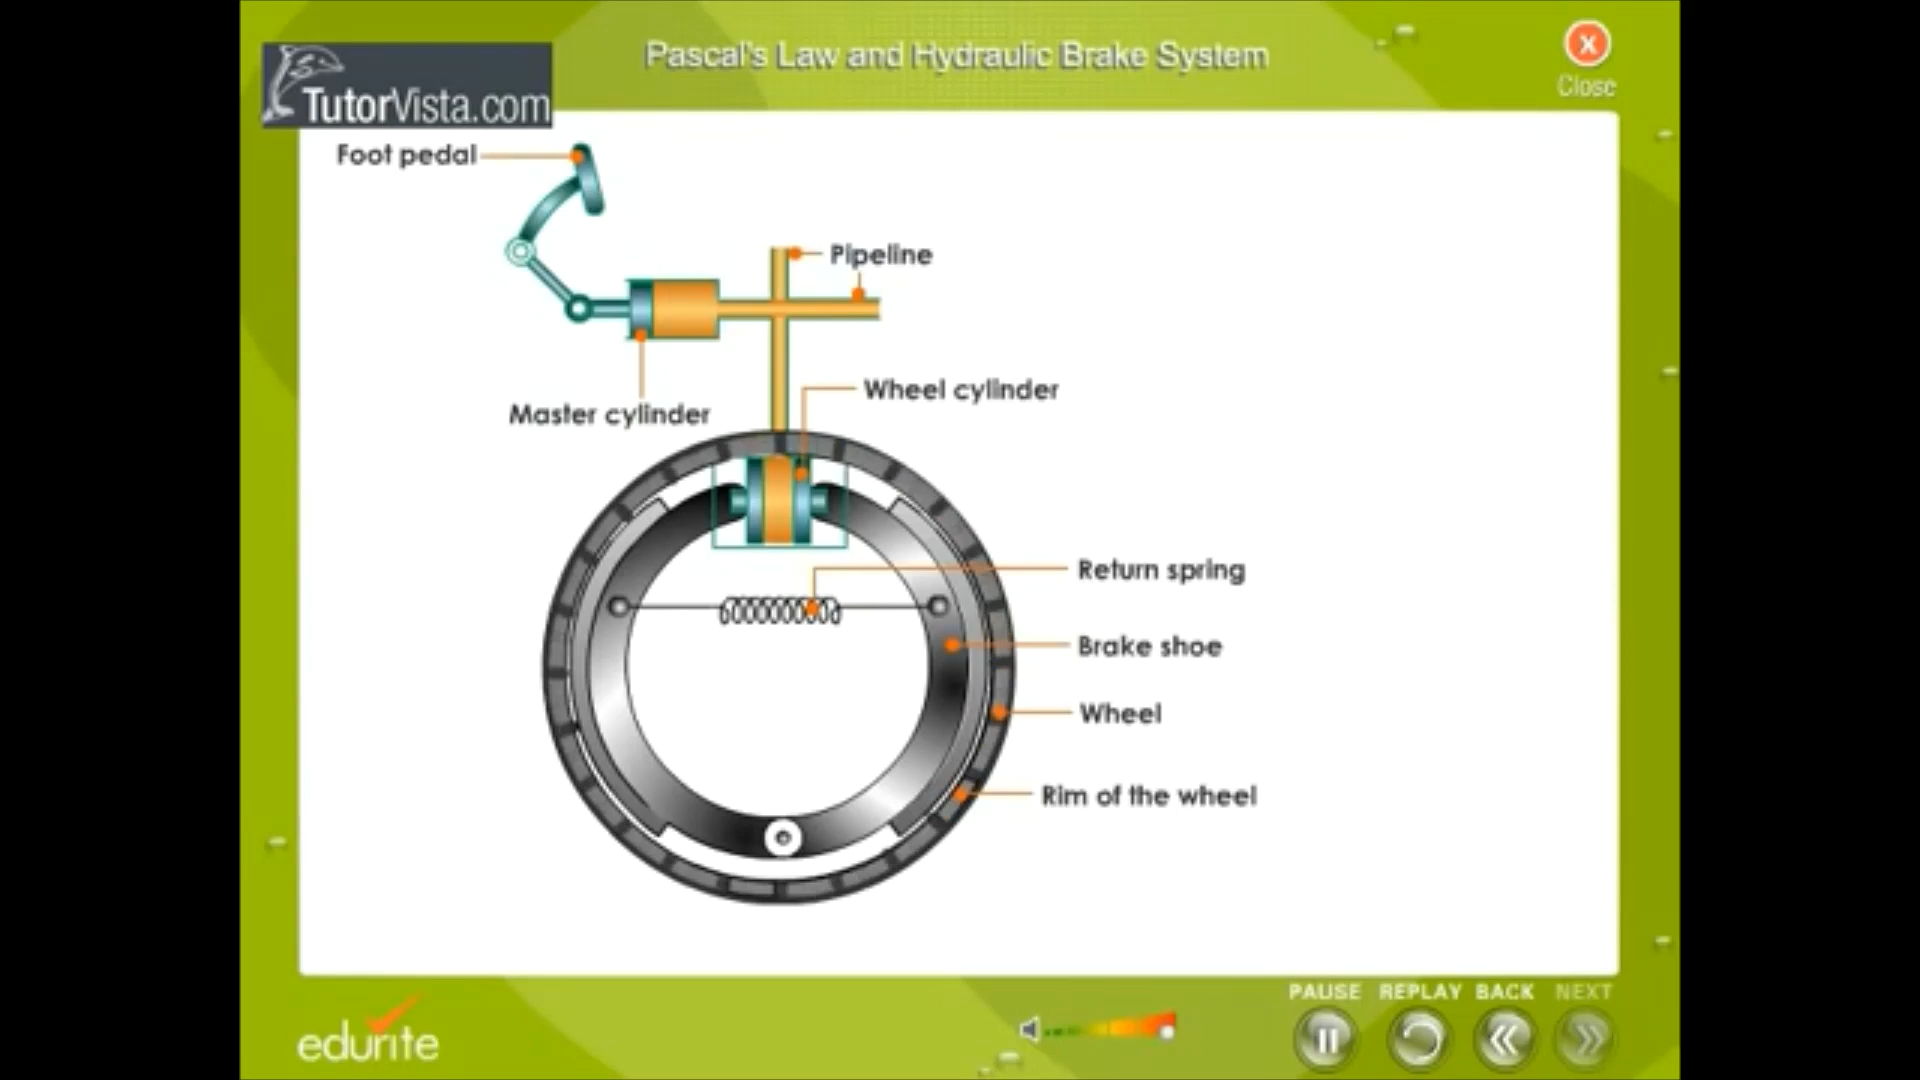 Pascal's Law and Hydraulic Brake System
X
Close
TutorVista.com
Foot pedal
Pipeline
Wheel cylinder
Master cylinder
Return spring
Brake shoe
Wheel
Rim of the wheel
PAUSE REPLAY BACK NEXT
edurite